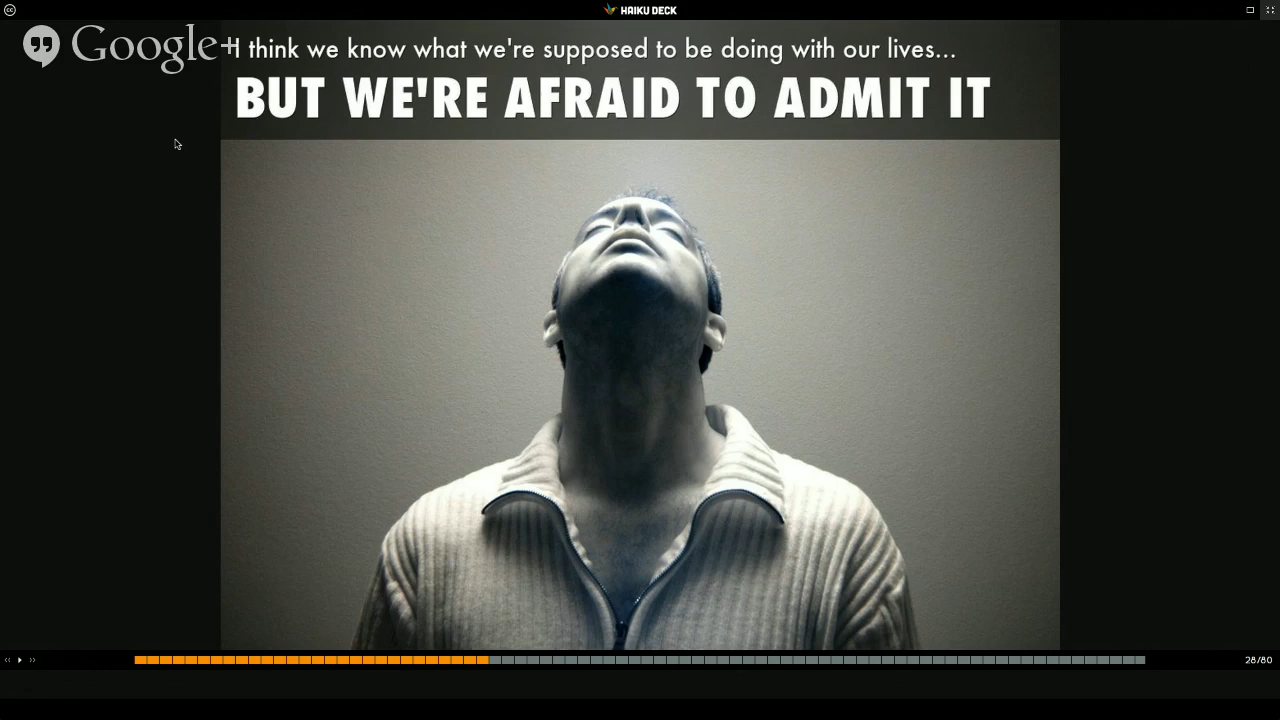 HAIKU DECK
Google+
I think we know what we're supposed to be doing with our lives...
BUT WE'RE AFRAID TO ADMIT IT
28/80